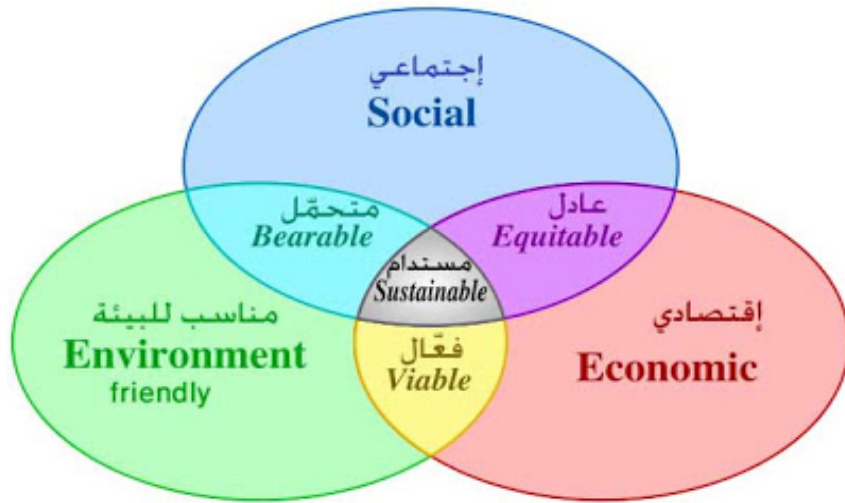 إجتماعي
Social
متحمّل
Bearable
عادل
Equitable
مستدام
Sustainable
مناسب للبيئة
Environment
friendly
فعّال
Viable
إقتصادي
Economic